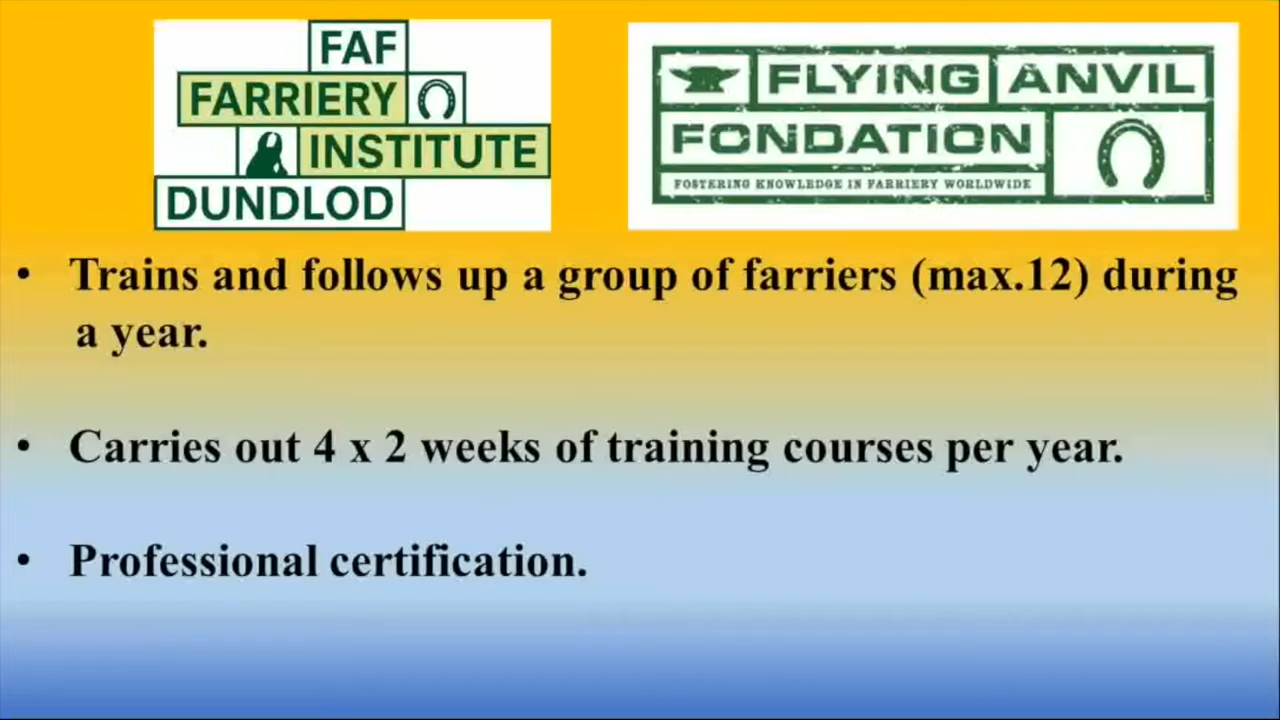 FAF
FARRIERY
INSTITUTE
DUNDLOD
FLYING ANVIL
FONDATION
FOSTERING KNOWLEDGE IN FARRIERY WORLDWIDE
• Trains and follows up a group of farriers (max.12) during
a year.
• Carries out 4 x 2 weeks of training courses per year.
• Professional certification.